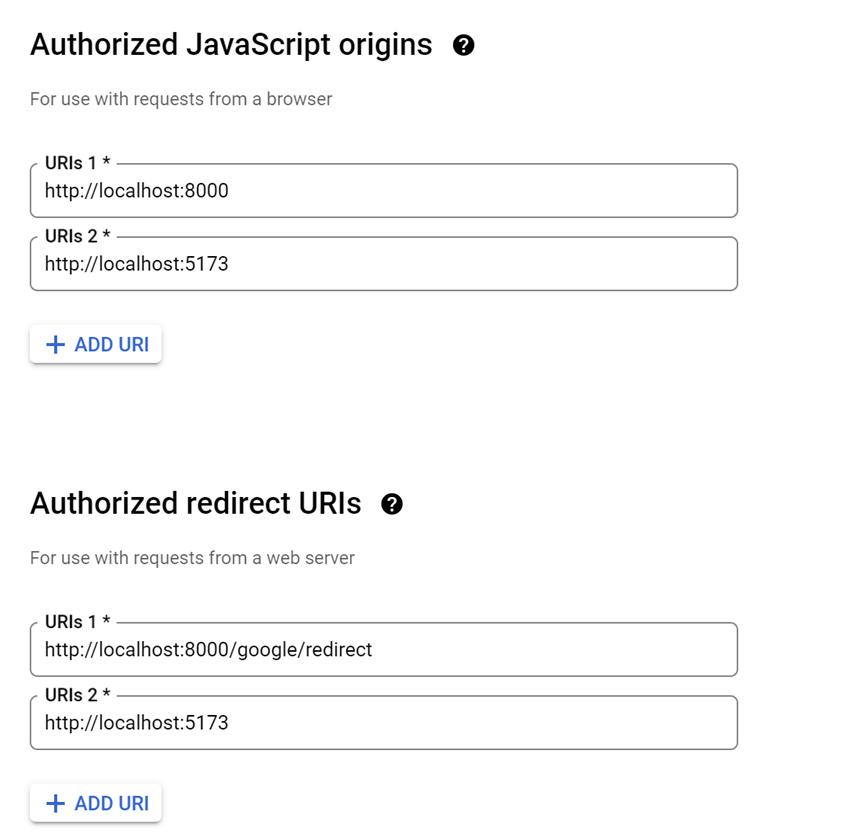 Authorized JavaScript origins
For use with requests from a browser
URIs 1 *
http://localhost:8000
URIs 2 *
http://localhost:5173
+ ADD URI
Authorized redirect URIs
For use with requests from a web server
URIs 1 *
http://localhost:8000/google/redirect
URIs 2 *
http://localhost:5173
+ ADD URI